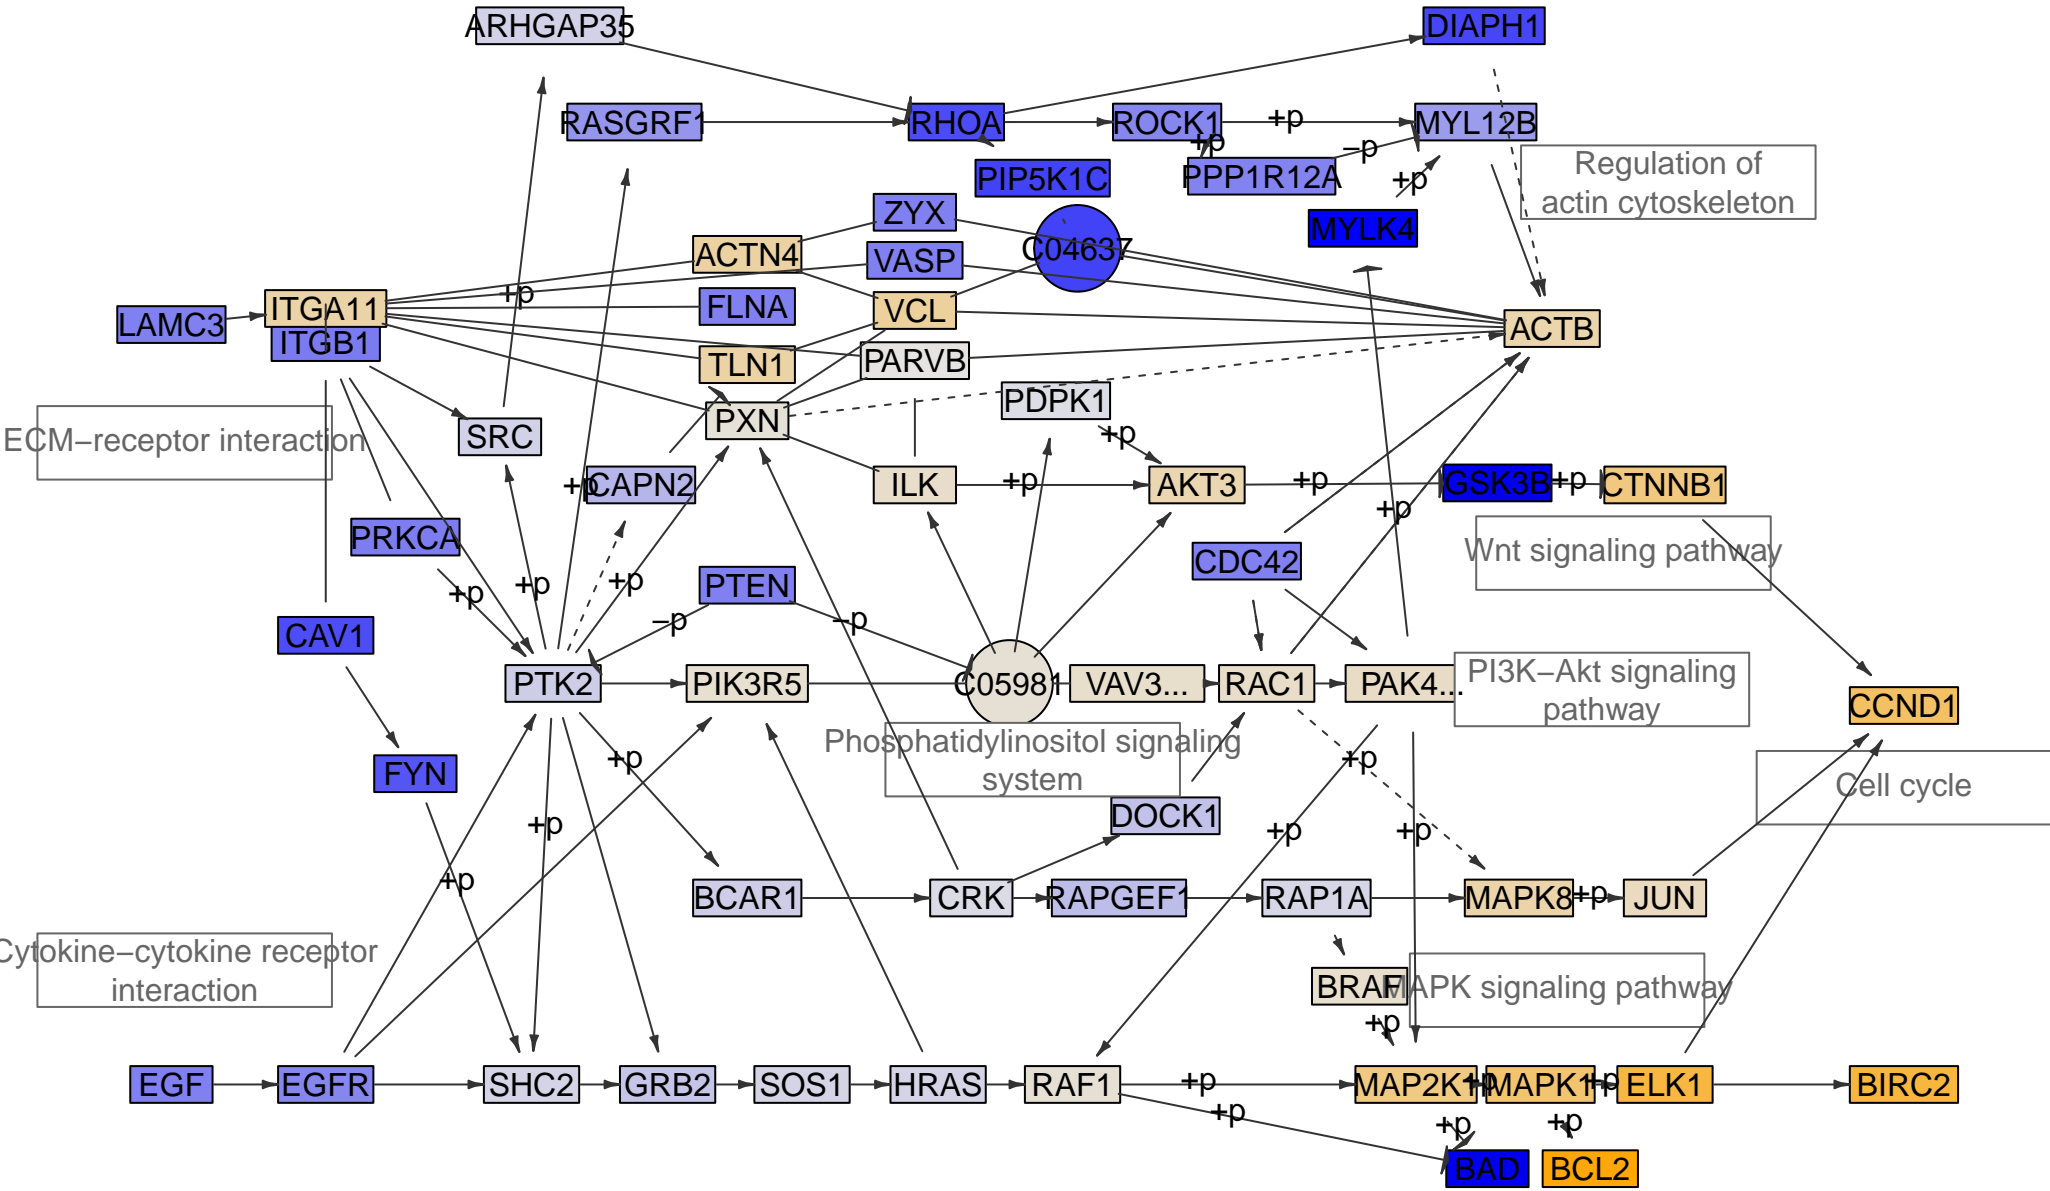 ARHGAP35
DIAPH1
RASGRF1
RHOA
ROCK1
+p
MYL12B
+p
−p
PIP5K1C
PPP1R12A
+p
Regulation of
actin cytoskeleton
ZYX
MYLK4
ACTN4
VASP
C04637
+p
LAMC3
ITGA11
FLNA
VCL
ITGB1
ACTB
TLN1
PARVB
PDPK1
PXN
+p
ECM−receptor interaction
SRC
+p
CAPN2
ILK
+p
AKT3
+p
GSK3B
+p
CTNNB1
+p
PRKCA
CDC42
Wnt signaling pathway
+p
+p
+p
PTEN
−p
−p
CAV1
PTK2
PIK3R5
C05981
VAV3...
RAC1
PAK4...
PI3K−Akt signaling
pathway
CCND1
Phosphatidylinositol signaling
system
+p
+p
FYN
Cell cycle
DOCK1
+p
+p
+p
+p
BCAR1
CRK
RAPGEF1
RAP1A
MAPK8
+p
JUN
Cytokine−cytokine receptor
interaction
BRAF
MAPK signaling pathway
+p
EGF
EGFR
SHC2
GRB2
SOS1
HRAS
RAF1
+p
MAP2K1
+p
MAPK1
+p
ELK1
BIRC2
+p
+p
+p
BAD
BCL2